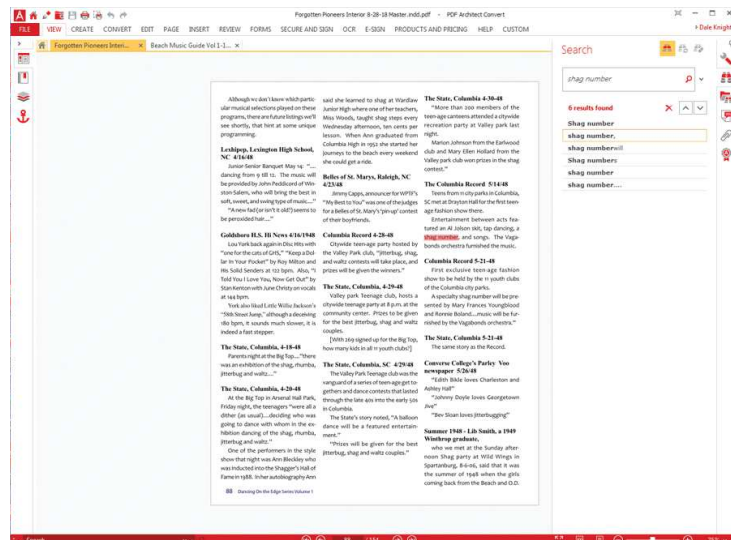 Forgotten Pioneers Interior 8-28-18 Master.indd.pdf - PDF Architect Convert
FILE VIEW CREATE CONVERT EDIT PAGE INSERT REVIEW FORMS SECURE AND SIGN OCR E-SIGN PRODUCTS AND PRICING HELP CUSTOM
Dale Knight
Forgotten Pioneers Interi... × Beach Music Guide Vol 1-1... ×
Although we don't know which partic-
ular musical selections played on these
programs, there are future listings we'll
see shortly, that hint at some unique
programming.
Lexhipep, Lexington High School,
NC 4/16/48
Junior-Senior Banquet May 14: "....
dancing from 9 till 12. The music will
be provided by John Peddicord of Win-
ston-Salem, who will bring the best in
soft, sweet, and swing type of music...."
"A new fad (or isn't it old?) seems to
be peroxided hair...."
Goldsboro H.S. Hi News 4/16/1948
Lou York back again in Disc Hits with
"one for the cats of GHS," "Keep a Dol-
lar in Your Pocket" by Roy Milton and
His Solid Senders at 122 bpm. Also, "I
Told You I Love You, Now Get Out" by
Stan Kenton with June Christy on vocals
at 144 bpm.
York also liked Little Willie Jackson's
"58th Street Jump," although a deceiving
180 bpm, it sounds much slower, it is
indeed a fast stepper.
The State, Columbia, 4-18-48
Parents night at the Big Top...."there
was an exhibition of the shag, rhumba,
jitterbug and waltz...."
The State, Columbia, 4-20-48
At the Big Top in Arsenal Hall Park,
Friday night, the teenagers "were all a
dither (as usual)....deciding who was
going to dance with whom in the ex-
hibition dancing of the shag, rhumba,
jitterbug and waltz."
One of the performers in the style
show that night was Ann Bleckley who
was inducted into the Shagger's Hall of
Fame in 1988. In her autobiography Ann
said she learned to shag at Wardlaw
Junior High where one of her teachers,
Miss Woods, taught shag steps every
Wednesday afternoon, ten cents per
lesson. When Ann graduated from
Columbia High in 1952 she started her
journeys to the beach every weekend
she could get a ride.
Belles of St. Marys, Raleigh, NC
4/23/48
Jimmy Capps, announcer for WPTF's
"My Best to You" was one of the judges
for a Belles of St. Mary's 'pin up' contest
of their boyfriends.
Columbia Record 4-28-48
Citywide teen-age party hosted by
the Valley Park club, "jitterbug, shag,
and waltz contests will take place, and
prizes will be given the winners."
The State, Columbia, 4-29-48
Valley park Teenage club, hosts a
citywide teenage party at 8 p.m. at the
community center. Prizes to be given
for the best jitterbug, shag and waltz
couples.
[With 269 signed up for the Big Top,
how many kids in all 11 youth clubs?]
The State, Columbia, SC 4/29/48
The Valley Park Teenage club was the
vanguard of a series of teen-age get-to-
gethers and dance contests that lasted
through the late 40s into the early 50s
in Columbia.
The State's story noted, "A balloon
dance will be a featured entertain-
ment."
"Prizes will be given for the best
jitterbug, shag and waltz couples."
The State, Columbia 4-30-48
"More than 200 members of the
teen-age canteens attended a citywide
recreation party at Valley park last
night.
Marion Johnson from the Earlwood
club and Mary Ellen Holland from the
Valley park club won prizes in the shag
contest."
The Columbia Record 5/14/48
Teens from 11 city parks in Columbia,
SC met at Drayton Hall for the first teen-
age fashion show there.
Entertainment between acts fea-
tured an Al Jolson skit, tap dancing, a
shag number, and songs. The Vaga-
bonds orchestra furnished the music.
Columbia Record 5-21-48
First exclusive teen-age fashion
show to be held by the 11 youth clubs
of the Columbia city parks.
A specialty shag number will be pre-
sented by Mary Frances Youngblood
and Ronnie Boland....music will be fur-
nished by the Vagabonds orchestra."
The State, Columbia 5-21-48
The same story as the Record.
Converse College's Parley Voo
newspaper 5/26/48
"Edith Bikle loves Charleston and
Ashley Hall"
"Johnny Doyle loves Georgetown
Jive"
"Bev Sloan loves jitterbugging"
Summer 1948 - Lib Smith, a 1949
Winthrop graduate,
who we met at the Sunday after-
noon Shag party at Wild Wings in
Spartanburg, 8-6-06, said that it was
the summer of 1948 when the girls
coming back from the Beach and O.D.
88 Dancing On the Edge Series Volume 1
Search
shag number
6 results found
Shag number
shag number,
shag numberwil
Shag numbers
shag number
shag number....